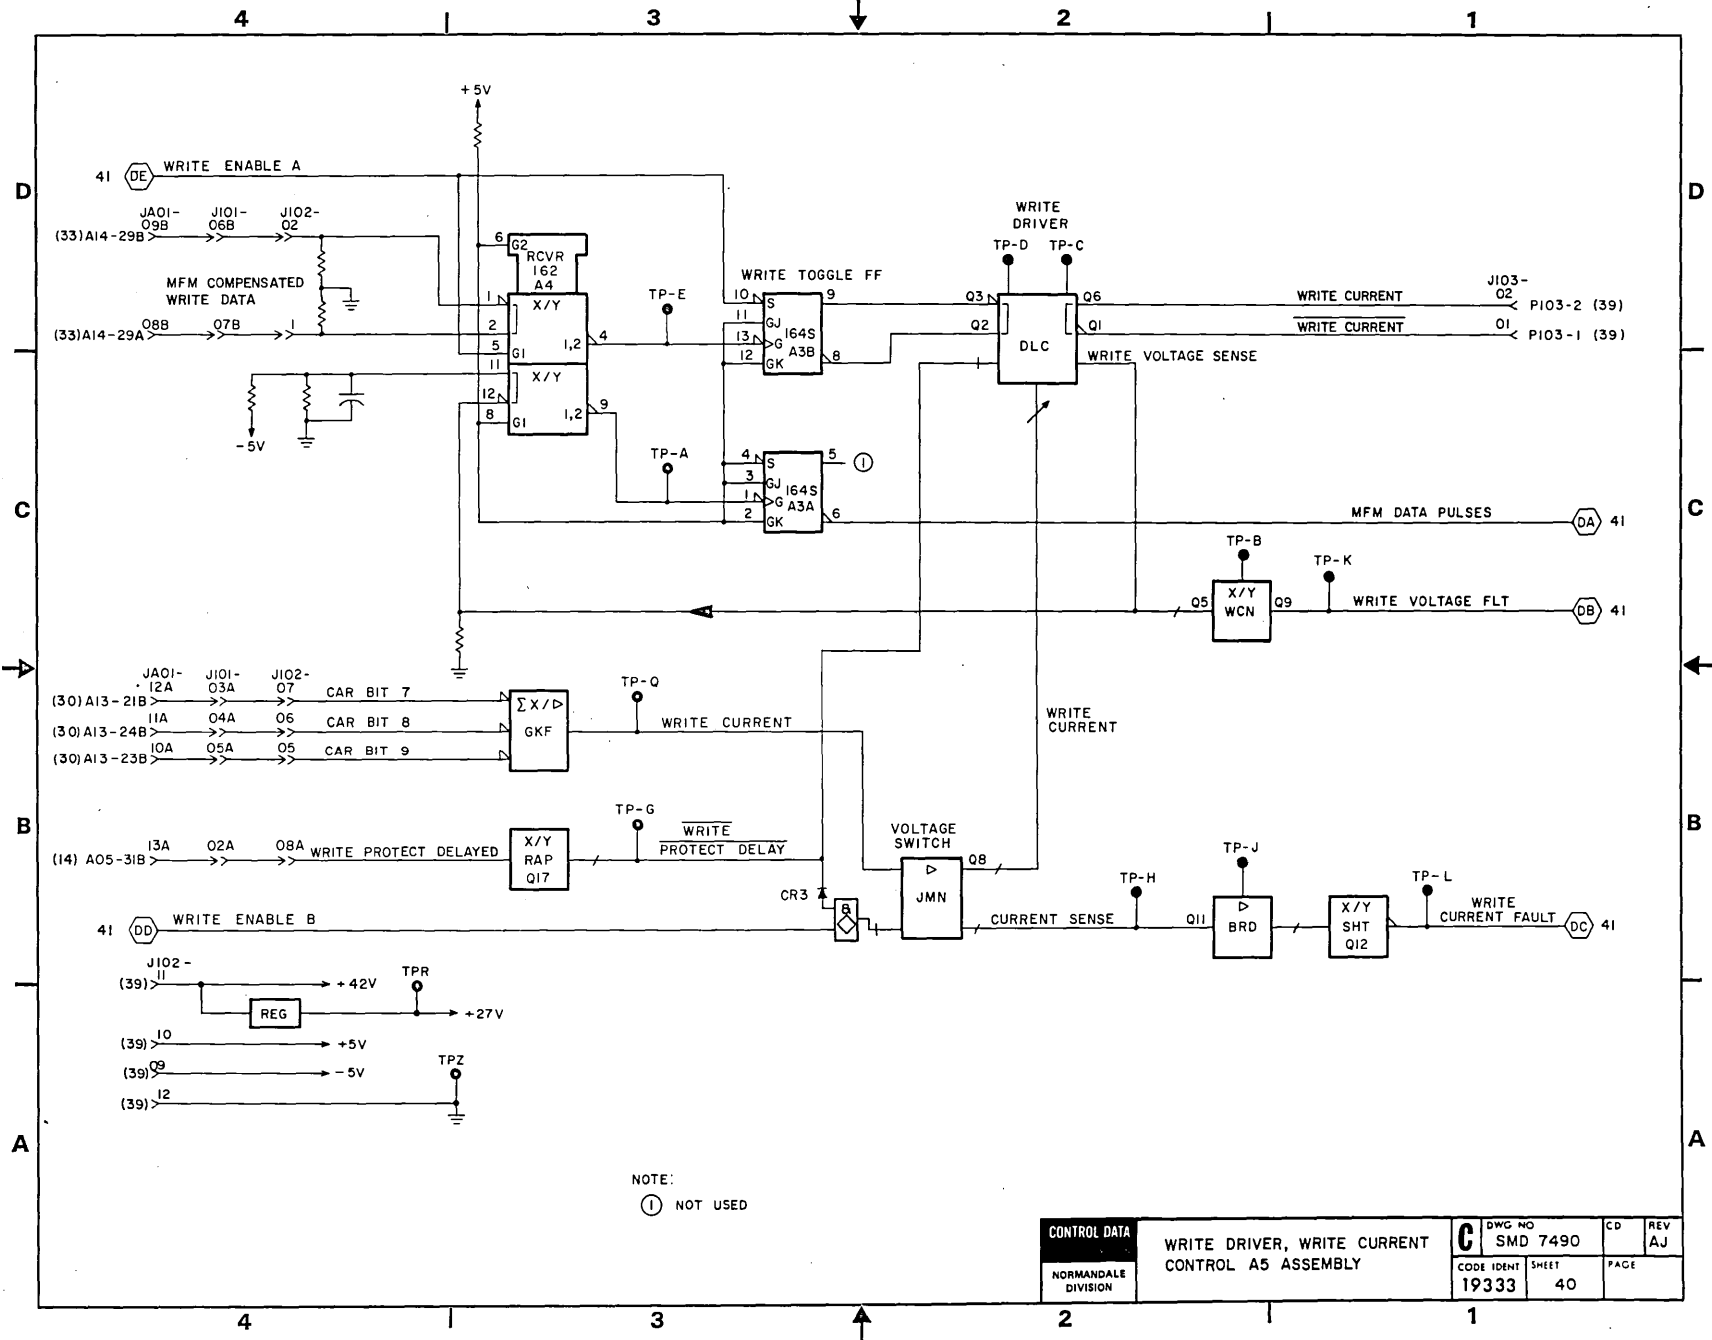 4 3 2 1
+5V
41 DE WRITE ENABLE A
D D
JA01- J101- J102-
09B 06B 02
(33)A14-29B
MFM COMPENSATED
WRITE DATA
(33)A14-29A 08B 07B 1
6 G2
RCVR
162
A4
1 X/Y
2
5 G1 1,2 4
11 X/Y
12
8 G1 1,2 9
-5V
TP-E
TP-A
WRITE TOGGLE FF
10 S 9
11 GJ
13 G 164S
12 GK A3B 8
4 S 5 1
3 GJ
1 G 164S
2 GK A3A 6
WRITE
DRIVER
TP-D TP-C
Q3 Q6
Q2 Q1
DLC
WRITE CURRENT
WRITE CURRENT
WRITE VOLTAGE SENSE
J103-
02 P103-2 (39)
01 P103-1 (39)
C C
MFM DATA PULSES DA 41
TP-B
TP-K
Q5 X/Y Q9
WCN
WRITE VOLTAGE FLT DB 41
JA01- J101- J102-
12A 03A 07
(30)A13-21B CAR BIT 7
11A 04A 06
(30)A13-24B CAR BIT 8
10A 05A 05
(30)A13-23B CAR BIT 9
ΣX/▷
GKF
TP-Q
WRITE CURRENT
WRITE
CURRENT
B B
13A 02A 08A
(14) A05-31B WRITE PROTECT DELAYED
X/Y
RAP
Q17
TP-G
WRITE
PROTECT DELAY
CR3
&
VOLTAGE
SWITCH
JMN
Q8
41 DD WRITE ENABLE B
CURRENT SENSE
TP-H
TP-J
Q11 BRD
X/Y
SHT
Q12
TP-L
WRITE
CURRENT FAULT DC 41
J102-
(39) 11 +42V
REG
TPR
+27V
(39) 10 +5V
(39) 09 -5V
(39) 12
TPZ
A A
NOTE:
1 NOT USED
CONTROL DATA
NORMANDALE
DIVISION
WRITE DRIVER, WRITE CURRENT
CONTROL A5 ASSEMBLY
C
DWG NO
SMD 7490
CD
REV
AJ
CODE IDENT
19333
SHEET
40
PAGE
4 3 2 1